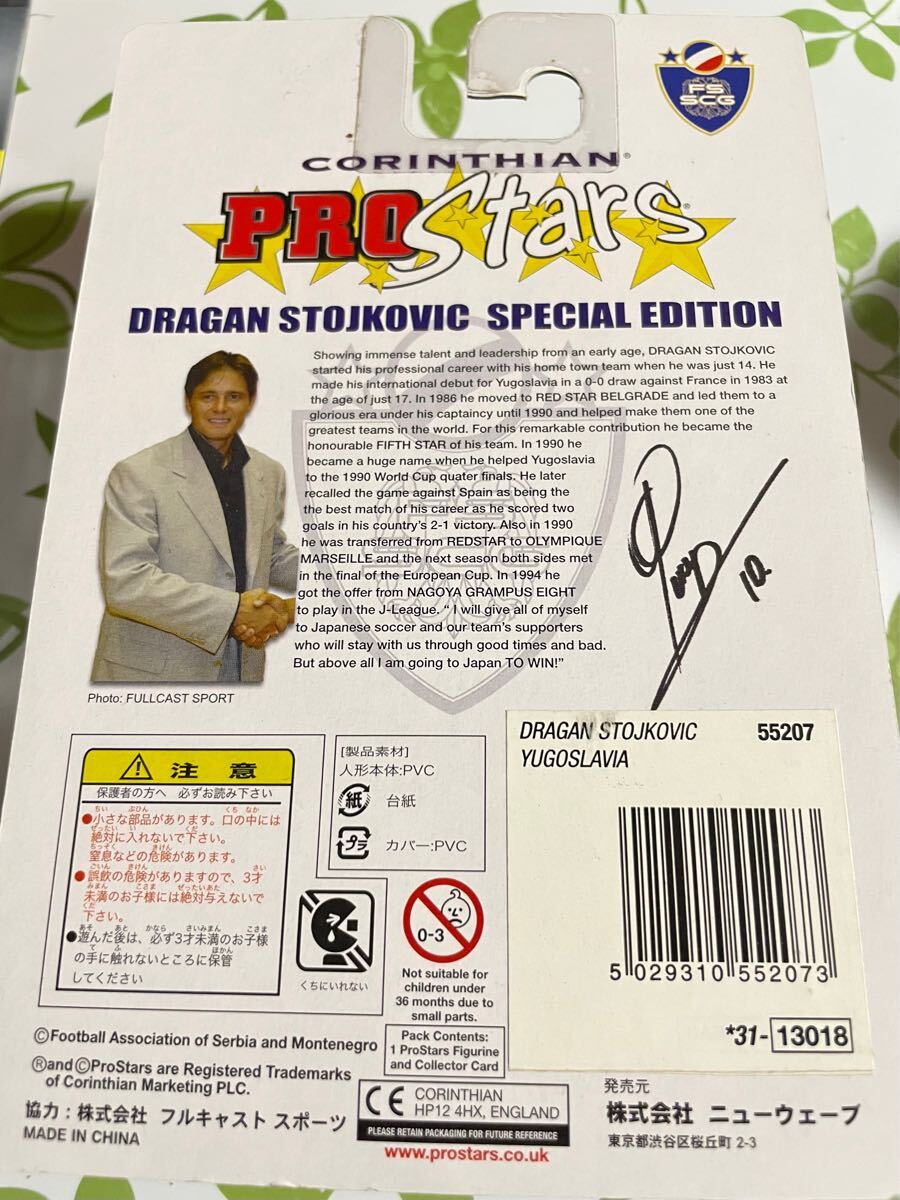 FS
SCG
CORINTHIAN®
PROStars®
DRAGAN STOJKOVIC SPECIAL EDITION
Showing immense talent and leadership from an early age, DRAGAN STOJKOVIC
started his professional career with his home town team when he was just 14. He
made his international debut for Yugoslavia in a 0-0 draw against France in 1983 at
the age of just 17. In 1986 he moved to RED STAR BELGRADE and led them to a
glorious era under his captaincy until 1990 and helped make them one of the
greatest teams in the world. For this remarkable contribution he became the
honourable FIFTH STAR of his team. In 1990 he
became a huge name when he helped Yugoslavia
to the 1990 World Cup quater finals. He later
recalled the game against Spain as being the
the best match of his career as he scored two
goals in his country's 2-1 victory. Also in 1990
he was transferred from REDSTAR to OLYMPIQUE
MARSEILLE and the next season both sides met
in the final of the European Cup. In 1994 he
got the offer from NAGOYA GRAMPUS EIGHT
to play in the J-League. “ I will give all of myself
to Japanese soccer and our team's supporters
who will stay with us through good times and bad.
But above all I am going to Japan TO WIN!”
10
Photo: FULLCAST SPORT
注意
保護者の方へ 必ずお読み下さい
●小さな部品があります。口の中には
絶対に入れないで下さい。
窒息などの危険があります。
●誤飲の危険がありますので、3才
未満のお子様には絶対与えないで
下さい。
●遊んだ後は、必ず3才未満のお子様
の手に触れないところに保管
してください
[製品素材]
人形本体:PVC
紙 台紙
プラ カバー:PVC
くちにいれない
0-3
Not suitable for
children under
36 months due to
small parts.
Pack Contents:
1 ProStars Figurine
and Collector Card
DRAGAN STOJKOVIC 55207
YUGOSLAVIA
5 029310 552073
*31-13018
©Football Association of Serbia and Montenegro
®and ©ProStars are Registered Trademarks
of Corinthian Marketing PLC.
協力：株式会社 フルキャスト スポーツ
MADE IN CHINA
CE CORINTHIAN
HP12 4HX, ENGLAND
PLEASE RETAIN PACKAGING FOR FUTURE REFERENCE
www.prostars.co.uk
発売元
株式会社 ニューウェーブ
東京都渋谷区桜丘町 2-3